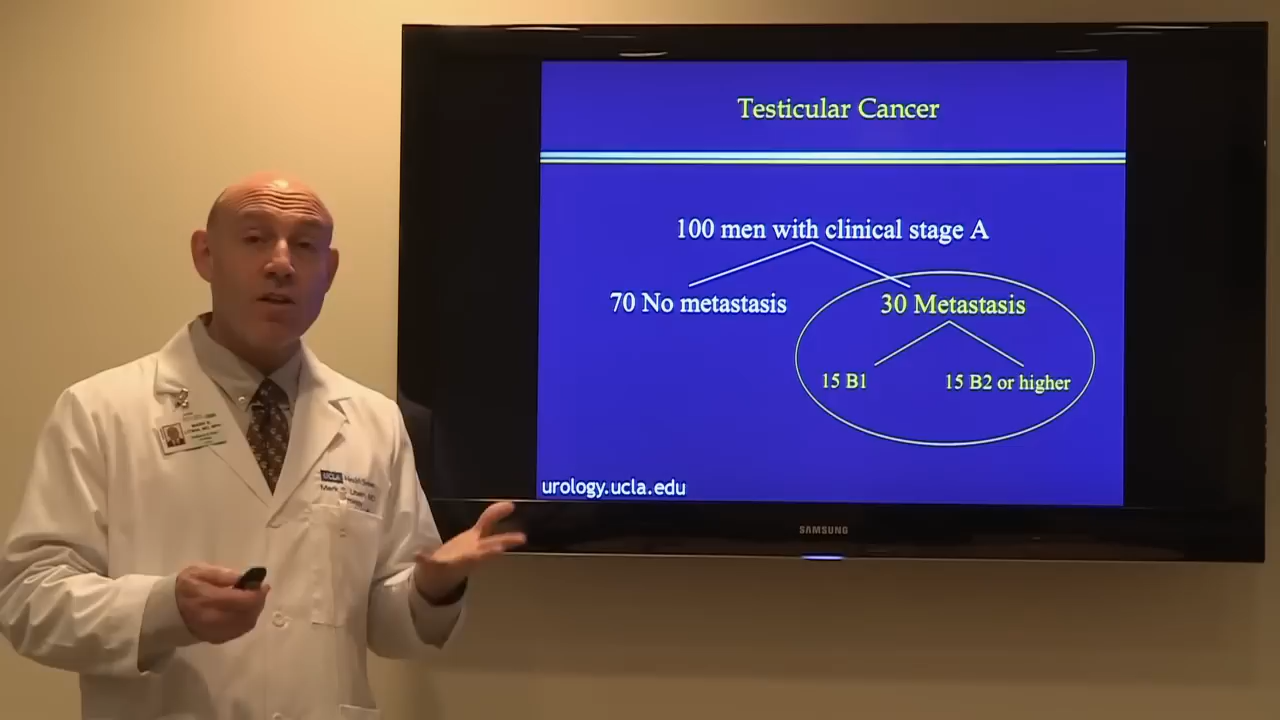 Testicular Cancer
100 men with clinical stage A
70 No metastasis
30 Metastasis
15 B1
15 B2 or higher
urology.ucla.edu
SAMSUNG
UCLA